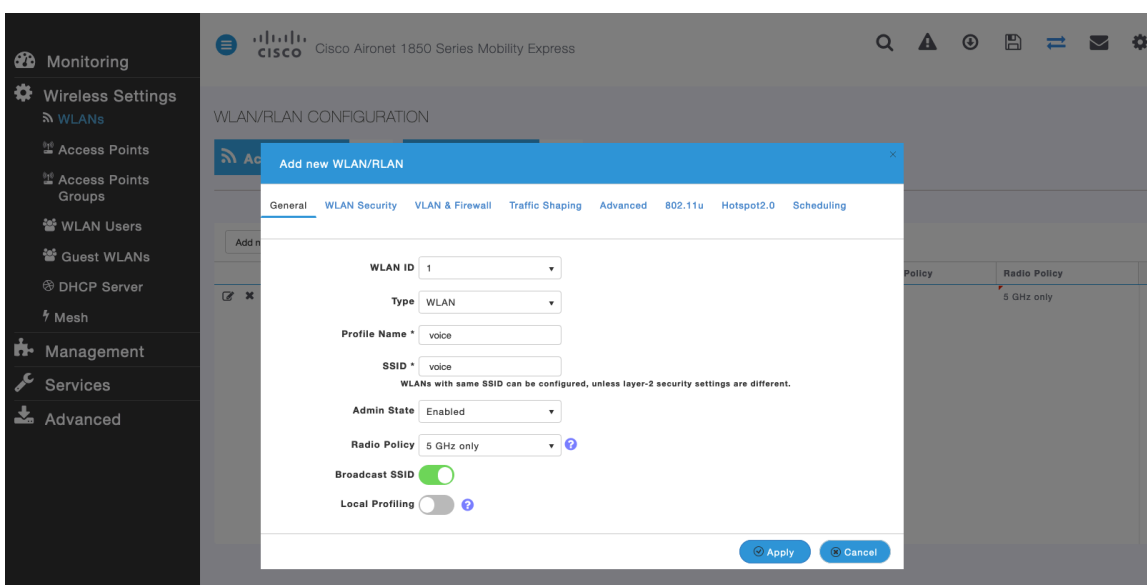 CISCO Cisco Aironet 1850 Series Mobility Express
Monitoring
Wireless Settings
WLANs
Access Points
Access Points
Groups
WLAN Users
Guest WLANs
DHCP Server
Mesh
Management
Services
Advanced
WLAN/RLAN CONFIGURATION
Ac
Add n
Policy
Radio Policy
5 GHz only
Add new WLAN/RLAN
General WLAN Security VLAN & Firewall Traffic Shaping Advanced 802.11u Hotspot2.0 Scheduling
WLAN ID 1
Type WLAN
Profile Name * voice
SSID * voice
WLANs with same SSID can be configured, unless layer-2 security settings are different.
Admin State Enabled
Radio Policy 5 GHz only ?
Broadcast SSID
Local Profiling ?
Apply Cancel